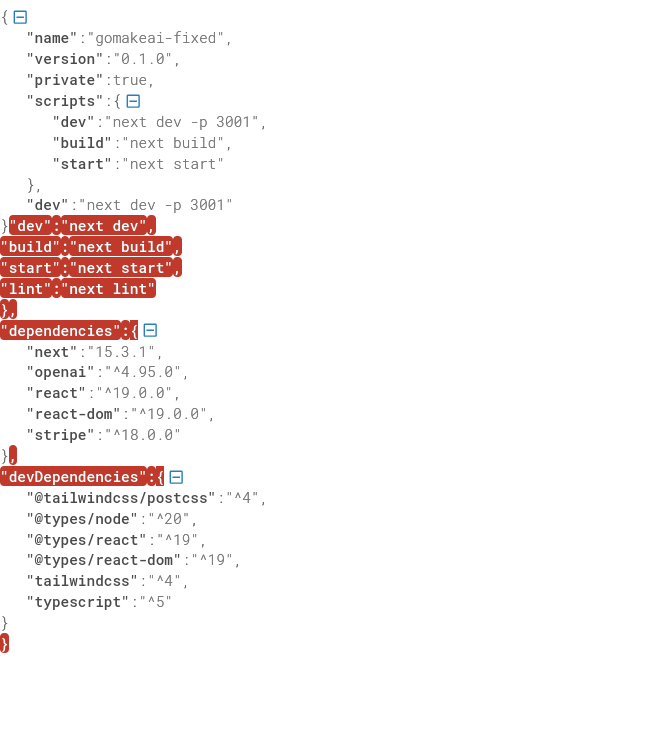 {
"name":"gomakeai-fixed",
"version":"0.1.0",
"private":true,
"scripts":{
"dev":"next dev -p 3001",
"build":"next build",
"start":"next start"
},
"dev":"next dev -p 3001"
}"dev":"next dev",
"build":"next build",
"start":"next start",
"lint":"next lint"
},
"dependencies":{
"next":"15.3.1",
"openai":"^4.95.0",
"react":"^19.0.0",
"react-dom":"^19.0.0",
"stripe":"^18.0.0"
},
"devDependencies":{
"@tailwindcss/postcss":"^4",
"@types/node":"^20",
"@types/react":"^19",
"@types/react-dom":"^19",
"tailwindcss":"^4",
"typescript":"^5"
}
}